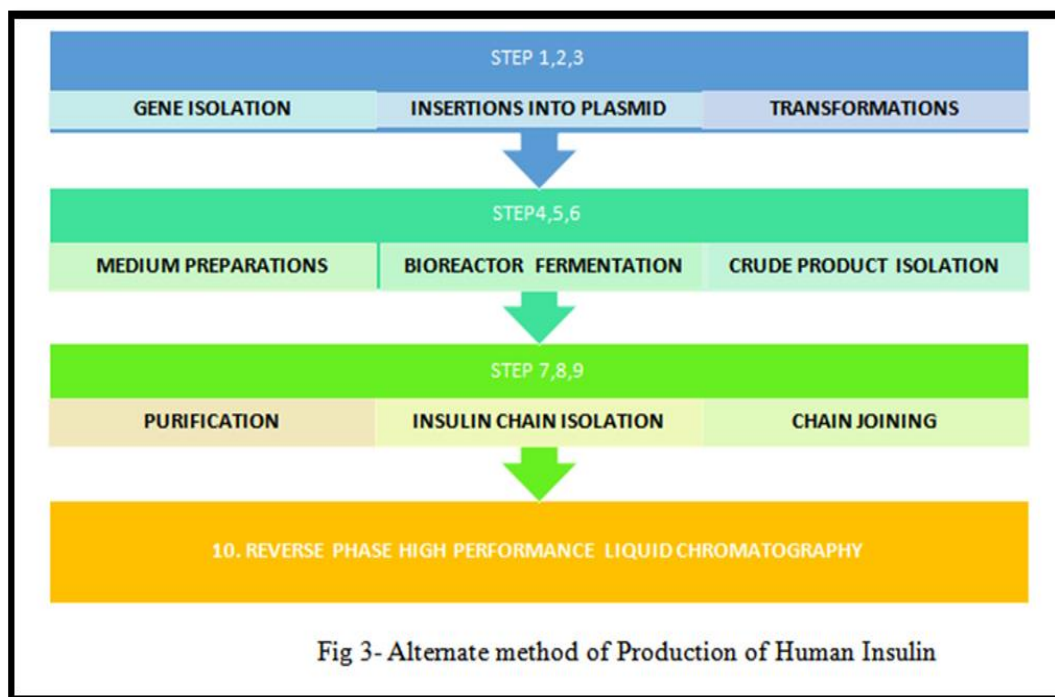 STEP 1,2,3
GENE ISOLATION
INSERTIONS INTO PLASMID
TRANSFORMATIONS
STEP4,5,6
MEDIUM PREPARATIONS
BIOREACTOR FERMENTATION
CRUDE PRODUCT ISOLATION
STEP 7,8,9
PURIFICATION
INSULIN CHAIN ISOLATION
CHAIN JOINING
10. REVERSE PHASE HIGH PERFORMANCE LIQUID CHROMATOGRAPHY
Fig 3- Alternate method of Production of Human Insulin